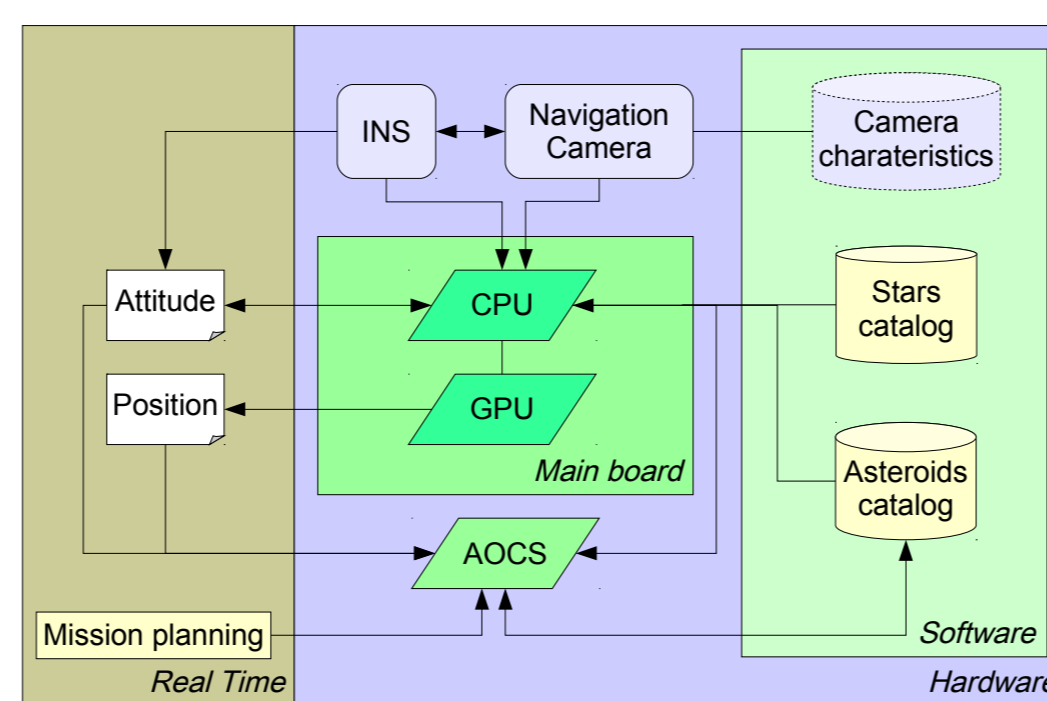 INS
Navigation
Camera
Camera
charateristics
Attitude
CPU
Stars
catalog
Position
GPU
Main board
Asteroids
catalog
AOCS
Mission planning
Software
Real Time
Hardware